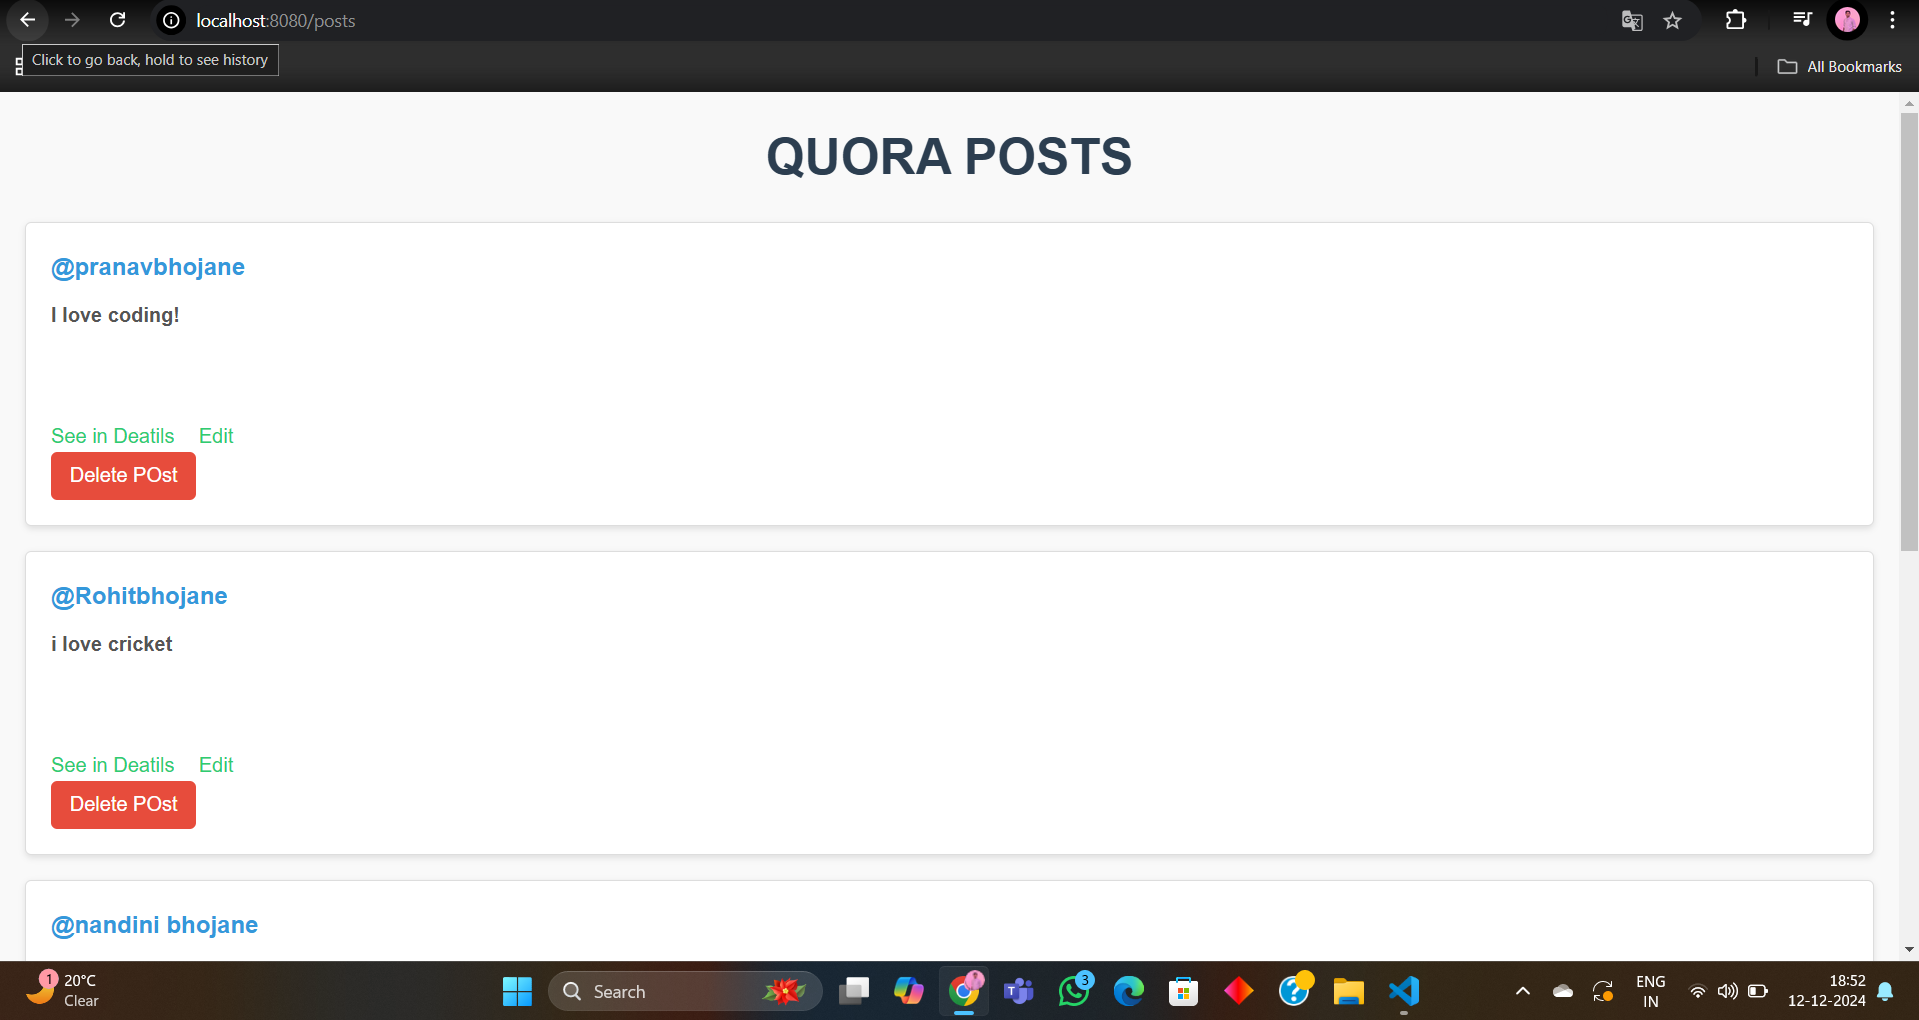 localhost:8080/posts
Click to go back, hold to see history
All Bookmarks
QUORA POSTS
@pranavbhojane
I love coding!
See in Deatils Edit
Delete POst
@Rohitbhojane
i love cricket
See in Deatils Edit
Delete POst
@nandini bhojane
1
20°C
Clear
Search
3
ENG
IN
18:52
12-12-2024